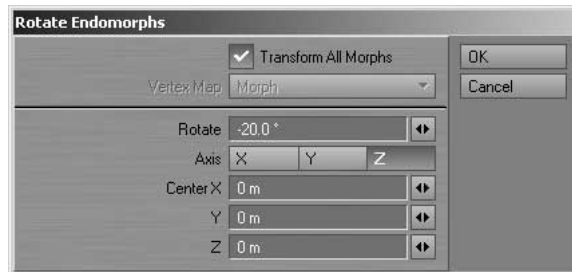 Rotate Endomorphs
Transform All Morphs OK
Vertex Map Morph Cancel
Rotate -20.0 °
Axis X Y Z
Center X 0 m
Y 0 m
Z 0 m